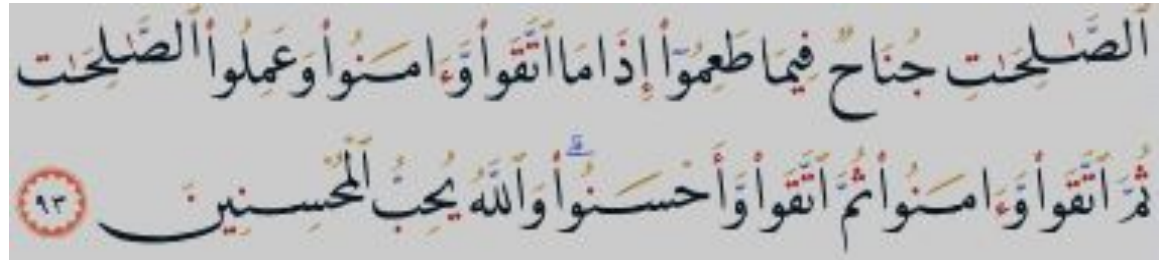 ٱلصَّـٰلِحَـٰتِ جُنَاحٌ فِيمَا طَعِمُوٓا۟ إِذَا مَا ٱتَّقَوا۟ وَّءَامَنُوا۟ وَعَمِلُوا۟ ٱلصَّـٰلِحَـٰتِ
ثُمَّ ٱتَّقَوا۟ وَّءَامَنُوا۟ ثُمَّ ٱتَّقَوا۟ وَّأَحْسَنُوا۟ ۗ وَٱللَّهُ يُحِبُّ ٱلْمُحْسِنِينَ ٩٣